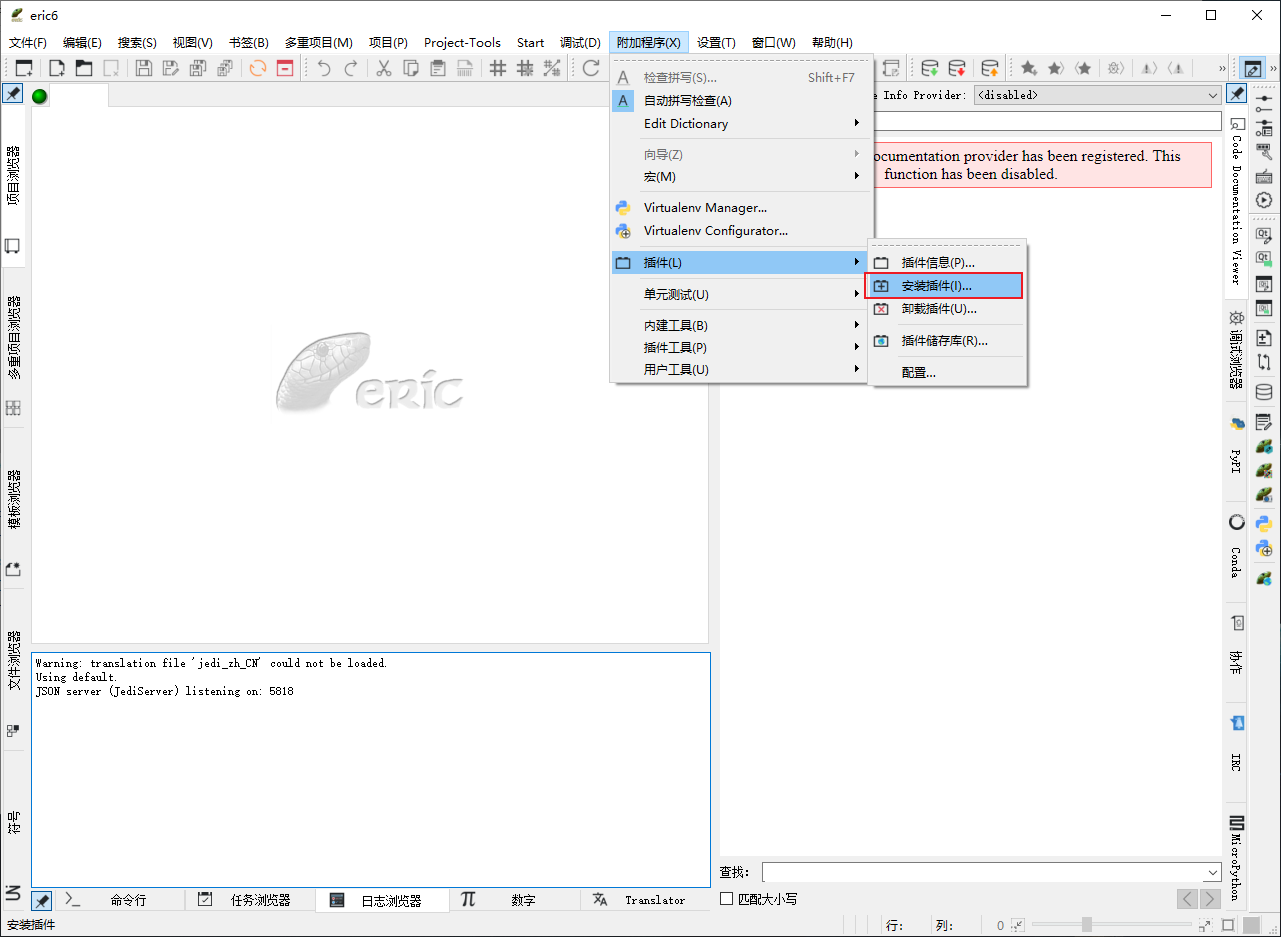 eric6
文件(F) 编辑(E) 搜索(S) 视图(V) 书签(B) 多重项目(M) 项目(P) Project-Tools Start 调试(D) 附加程序(X) 设置(T) 窗口(W) 帮助(H)
检查拼写(S)... Shift+F7
自动拼写检查(A)
Edit Dictionary
向导(Z)
宏(M)
Virtualenv Manager...
Virtualenv Configurator...
插件(L)
单元测试(U)
内建工具(B)
插件工具(P)
用户工具(U)
插件信息(P)...
安装插件(I)...
卸载插件(U)...
插件储存库(R)...
配置...
e Info Provider: <disabled>
ocumentation provider has been registered. This
function has been disabled.
项目浏览器
多重项目浏览器
模板浏览器
文件浏览器
符号
eric
Code Documentation Viewer
调试浏览器
PyPI
Conda
协作
IRC
MicroPython
Warning: translation file 'jedi_zh_CN' could not be loaded.
Using default.
JSON server (JediServer) listening on: 5818
查找:
匹配大小写
命令行 任务浏览器 日志浏览器 数字 Translator
安装插件 行: 列: 0